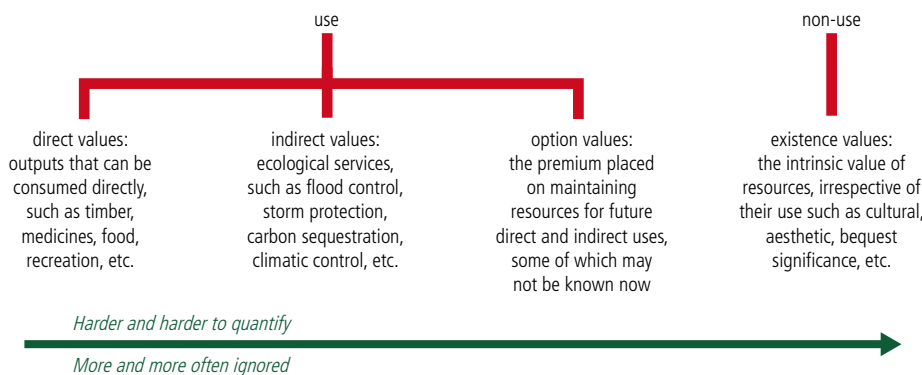 use
non-use
direct values:
outputs that can be
consumed directly,
such as timber,
medicines, food,
recreation, etc.
indirect values:
ecological services,
such as flood control,
storm protection,
carbon sequestration,
climatic control, etc.
option values:
the premium placed
on maintaining
resources for future
direct and indirect uses,
some of which may
not be known now
existence values:
the intrinsic value of
resources, irrespective of
their use such as cultural,
aesthetic, bequest
significance, etc.
Harder and harder to quantify
More and more often ignored